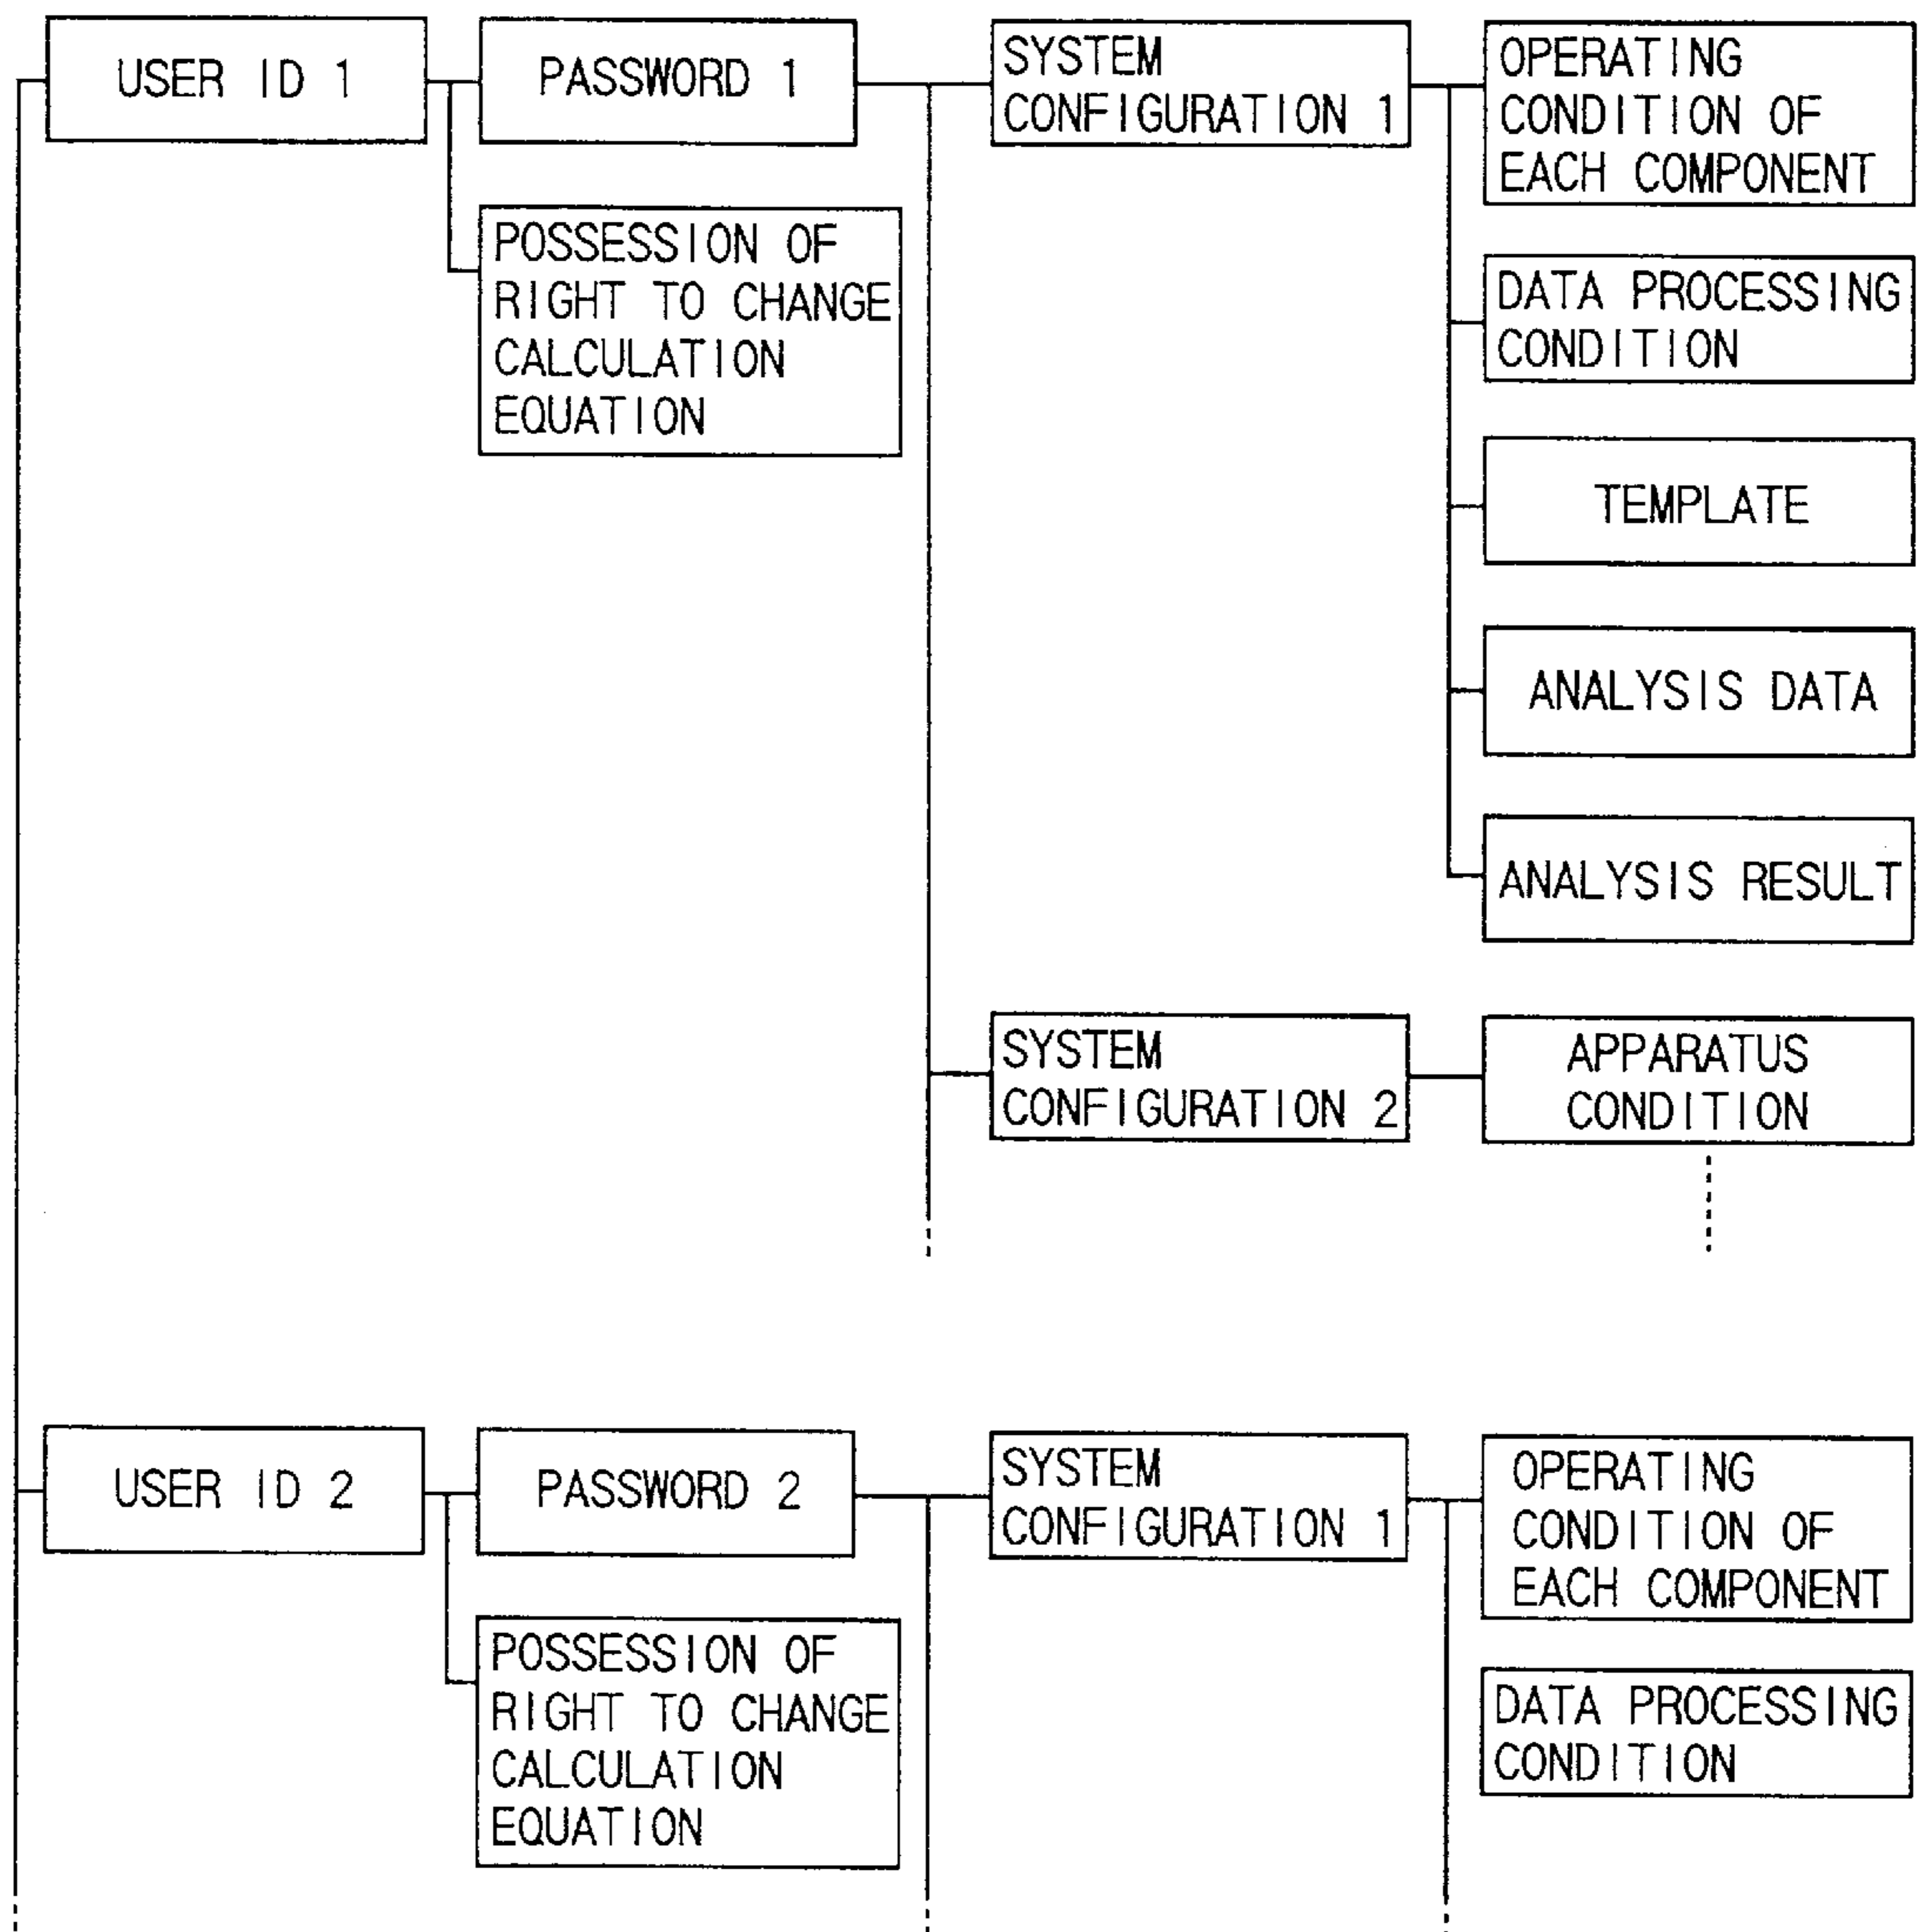 USER ID 1
PASSWORD 1
SYSTEM
CONFIGURATION 1
OPERATING
CONDITION OF
EACH COMPONENT
POSSESSION OF
RIGHT TO CHANGE
CALCULATION
EQUATION
DATA PROCESSING
CONDITION
TEMPLATE
ANALYSIS DATA
ANALYSIS RESULT
SYSTEM
CONFIGURATION 2
APPARATUS
CONDITION
USER ID 2
PASSWORD 2
SYSTEM
CONFIGURATION 1
OPERATING
CONDITION OF
EACH COMPONENT
POSSESSION OF
RIGHT TO CHANGE
CALCULATION
EQUATION
DATA PROCESSING
CONDITION